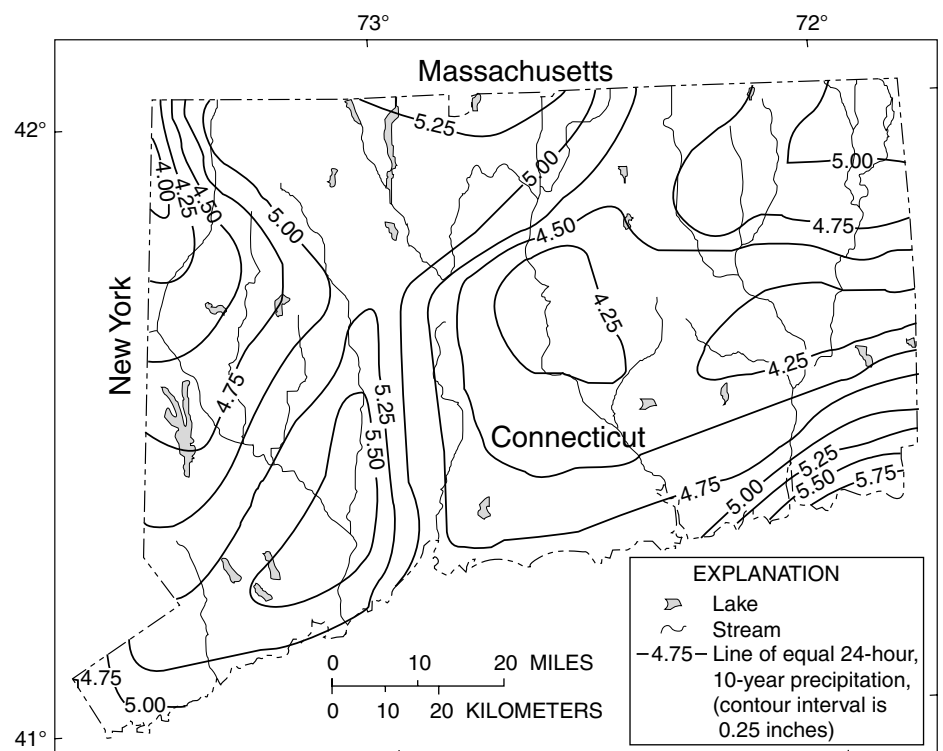 73°
72°
Massachusetts
42°
5.25
5.00
5.00
4.00
4.25
4.50
5.00
4.50
4.75
New York
4.25
4.25
4.75
5.25
5.50
Connecticut
4.75
5.00
5.25
5.50
5.75
4.75
5.00
41°
0 10 20 MILES
0 10 20 KILOMETERS
EXPLANATION
Lake
Stream
4.75 Line of equal 24-hour,
10-year precipitation,
(contour interval is
0.25 inches)